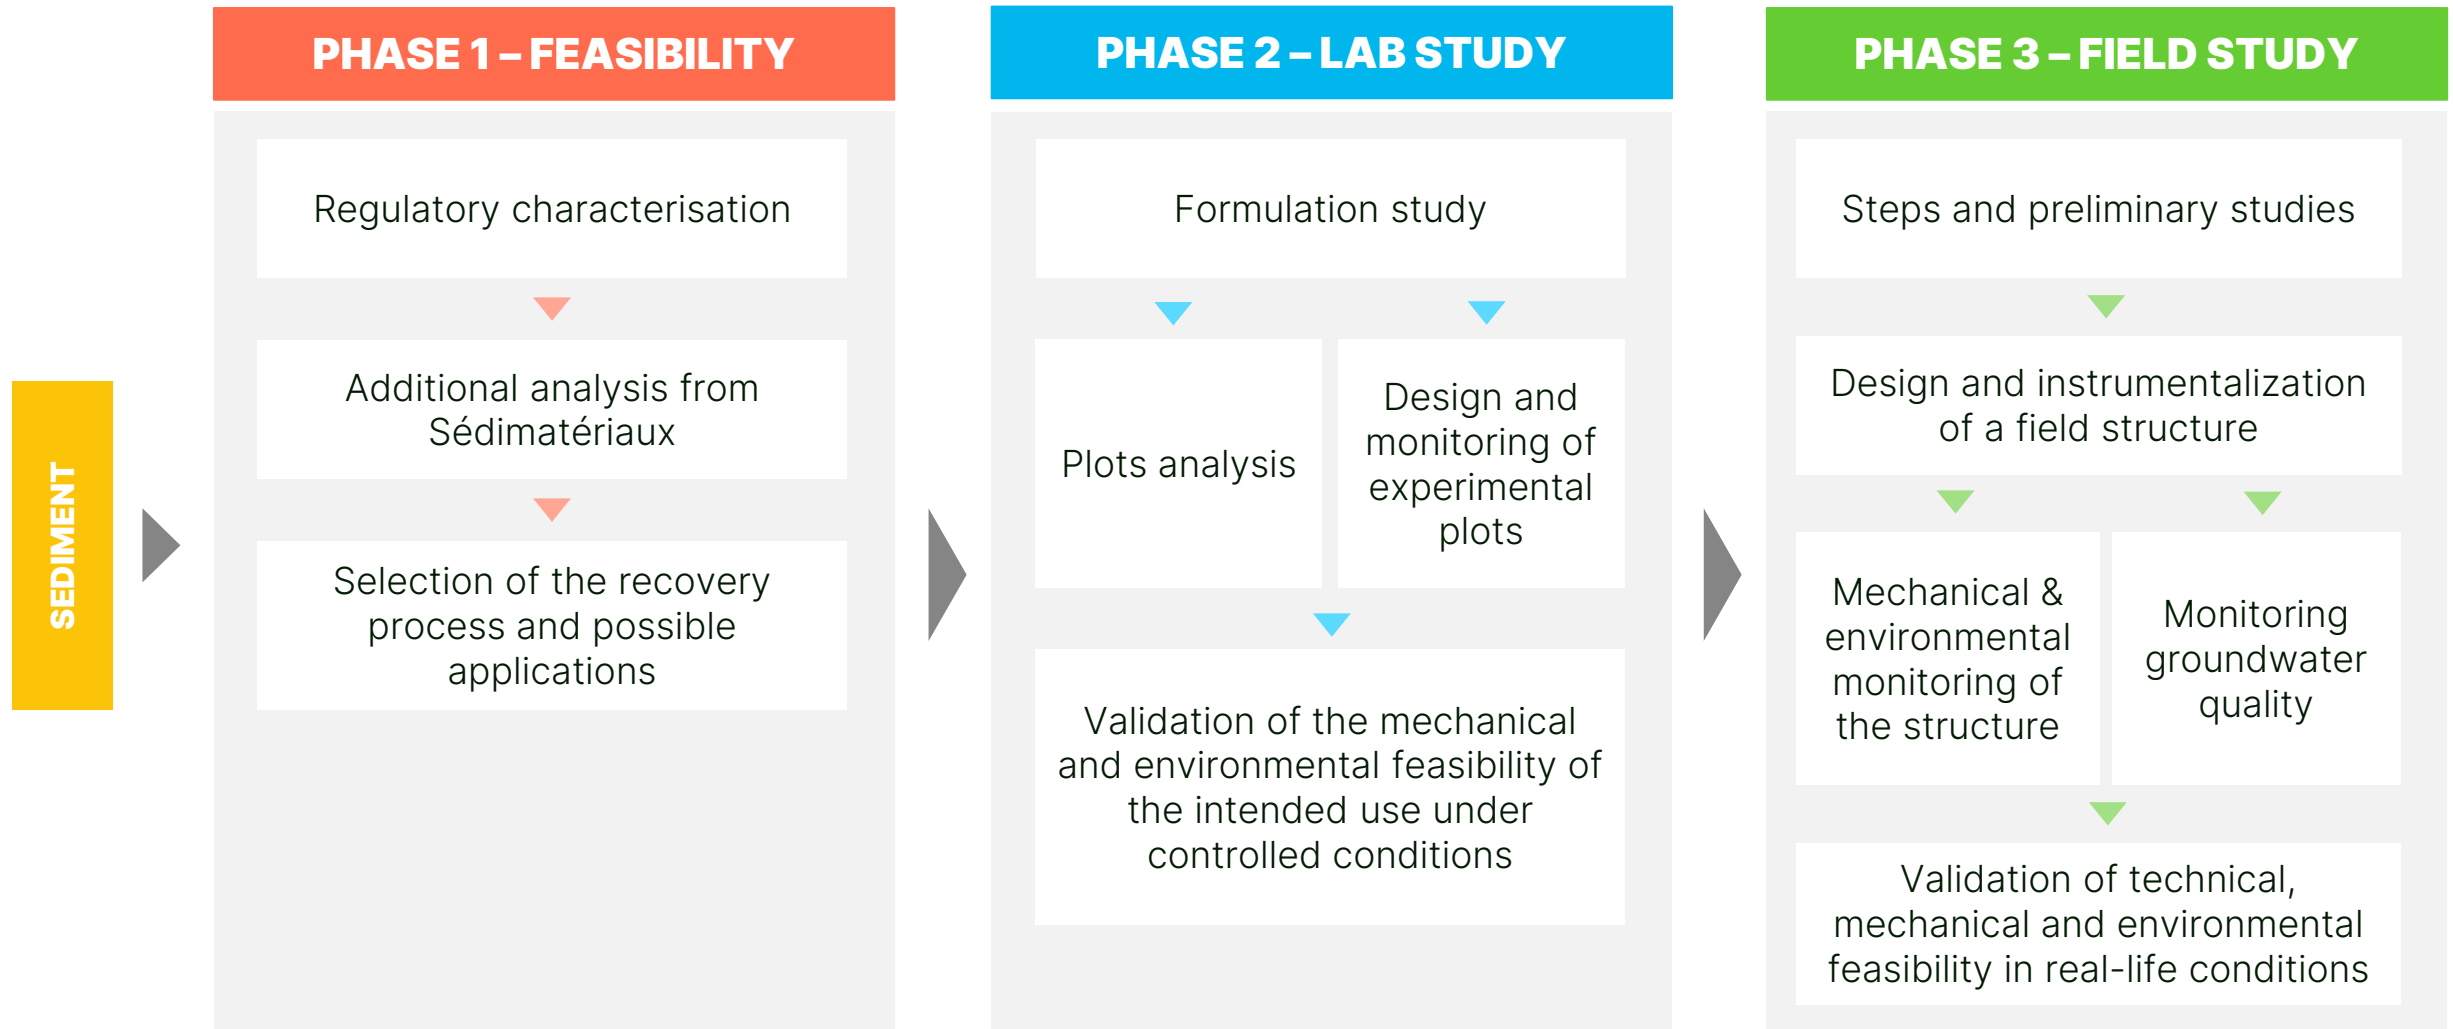 SEDIMENT
PHASE 1 – FEASIBILITY
Regulatory characterisation
Additional analysis from
Sédimatériaux
Selection of the recovery
process and possible
applications
PHASE 2 – LAB STUDY
Formulation study
Plots analysis
Design and
monitoring of
experimental
plots
Validation of the mechanical
and environmental feasibility of
the intended use under
controlled conditions
PHASE 3 – FIELD STUDY
Steps and preliminary studies
Design and instrumentalization
of a field structure
Mechanical &
environmental
monitoring of
the structure
Monitoring
groundwater
quality
Validation of technical,
mechanical and environmental
feasibility in real-life conditions